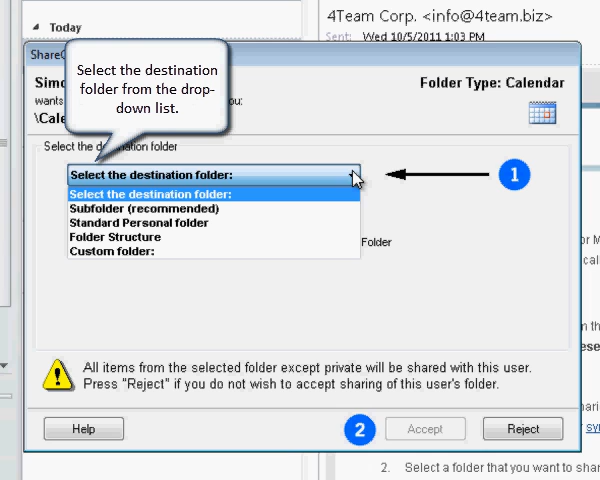 Today
4Team Corp. <info@4team.biz>
Sent: Wed 10/5/2011 1:03 PM
Select the destination
folder from the drop-
down list.
Folder Type: Calendar
wants
Select the destination folder
Select the destination folder:
1
Select the destination folder:
Subfolder (recommended)
Standard Personal folder
Folder Structure
Folder
Custom folder:
All items from the selected folder except private will be shared with this user.
Press "Reject" if you do not wish to accept sharing of this user's folder.
Help
2
Accept
Reject
2. Select a folder that you want to shar